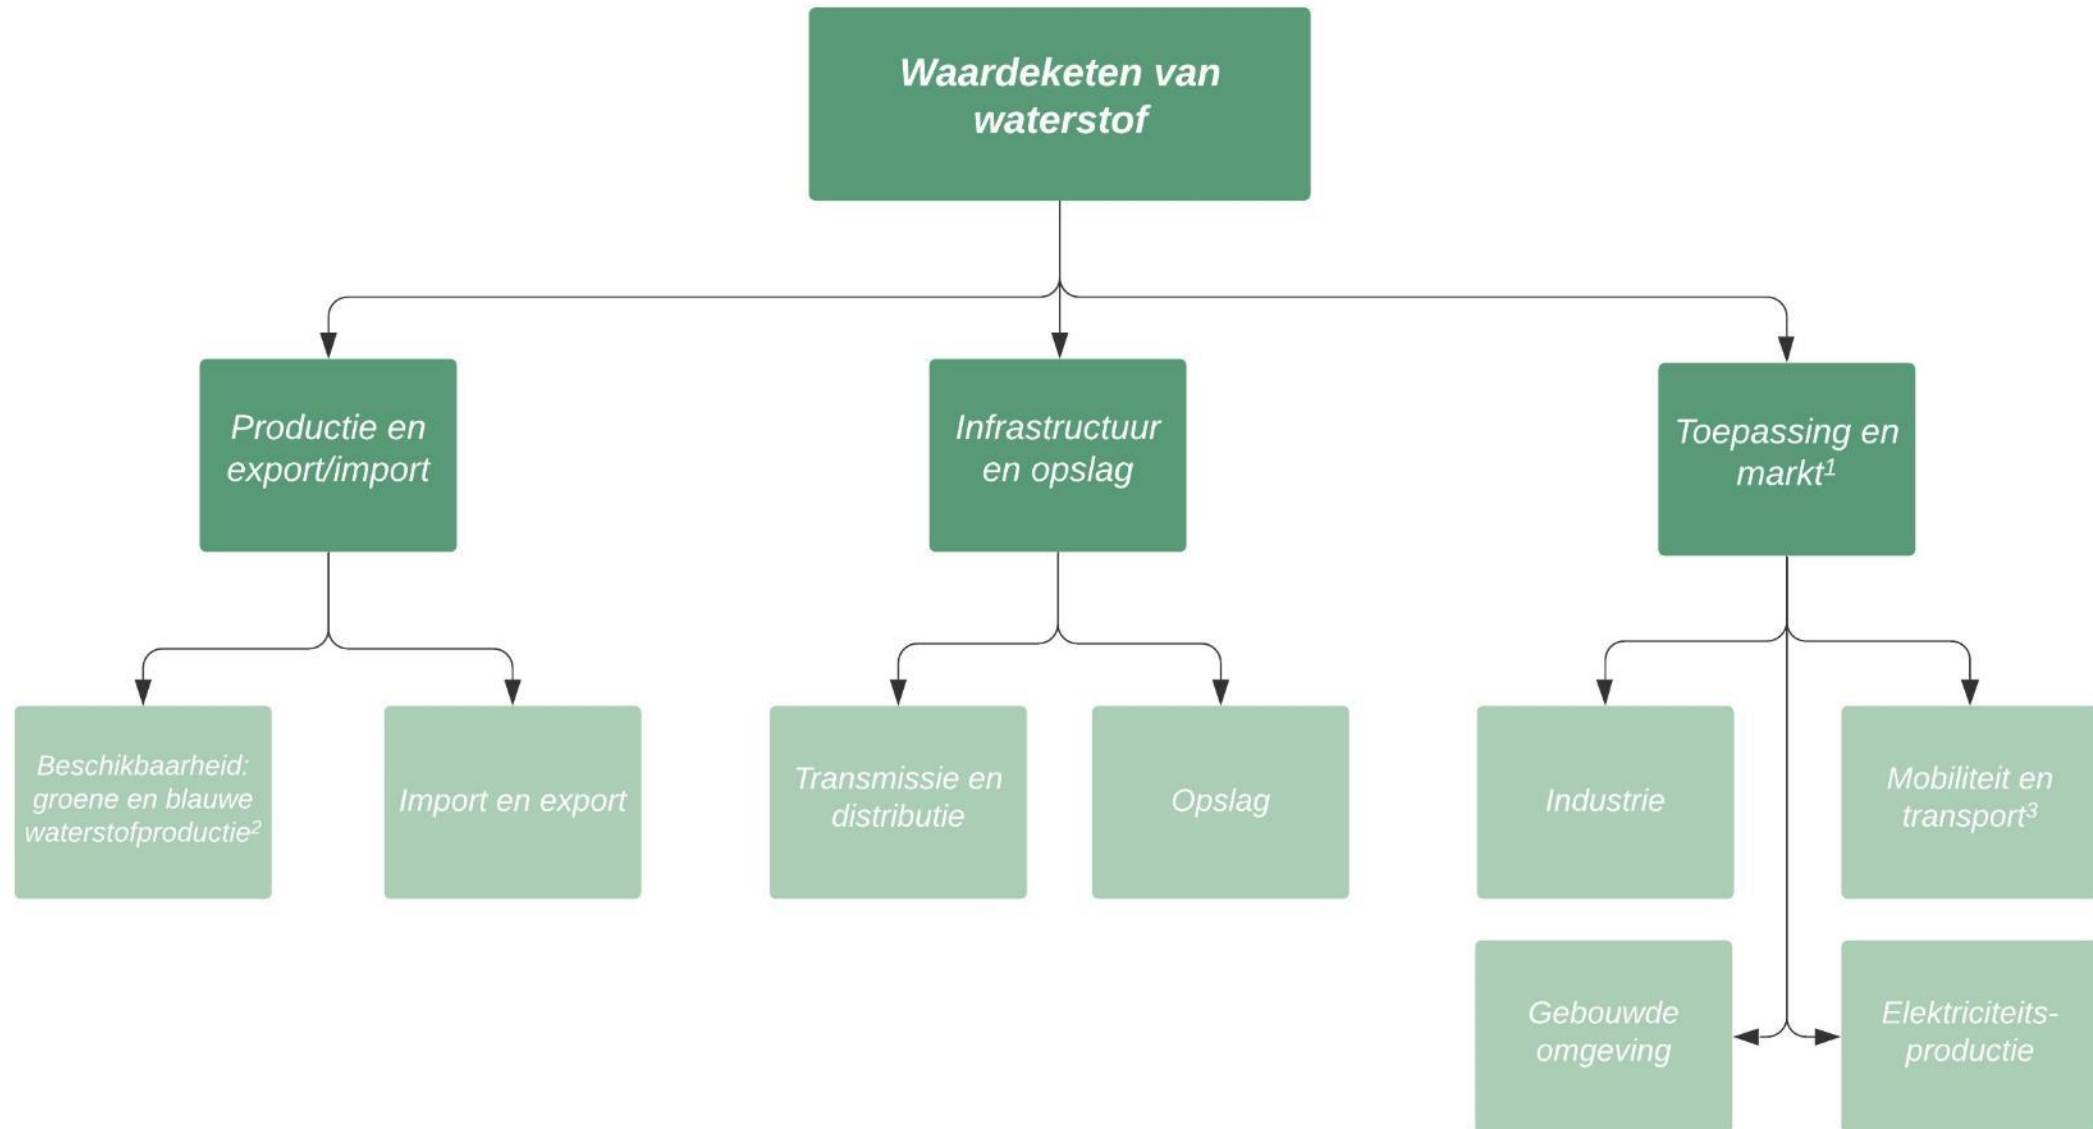 Waardeketen van
waterstof
Productie en
export/import
Infrastructuur
en opslag
Toepassing en
markt¹
Beschikbaarheid:
groene en blauwe
waterstofproductie²
Import en export
Transmissie en
distributie
Opslag
Industrie
Mobiliteit en
transport³
Gebouwde
omgeving
Elektriciteits-
productie